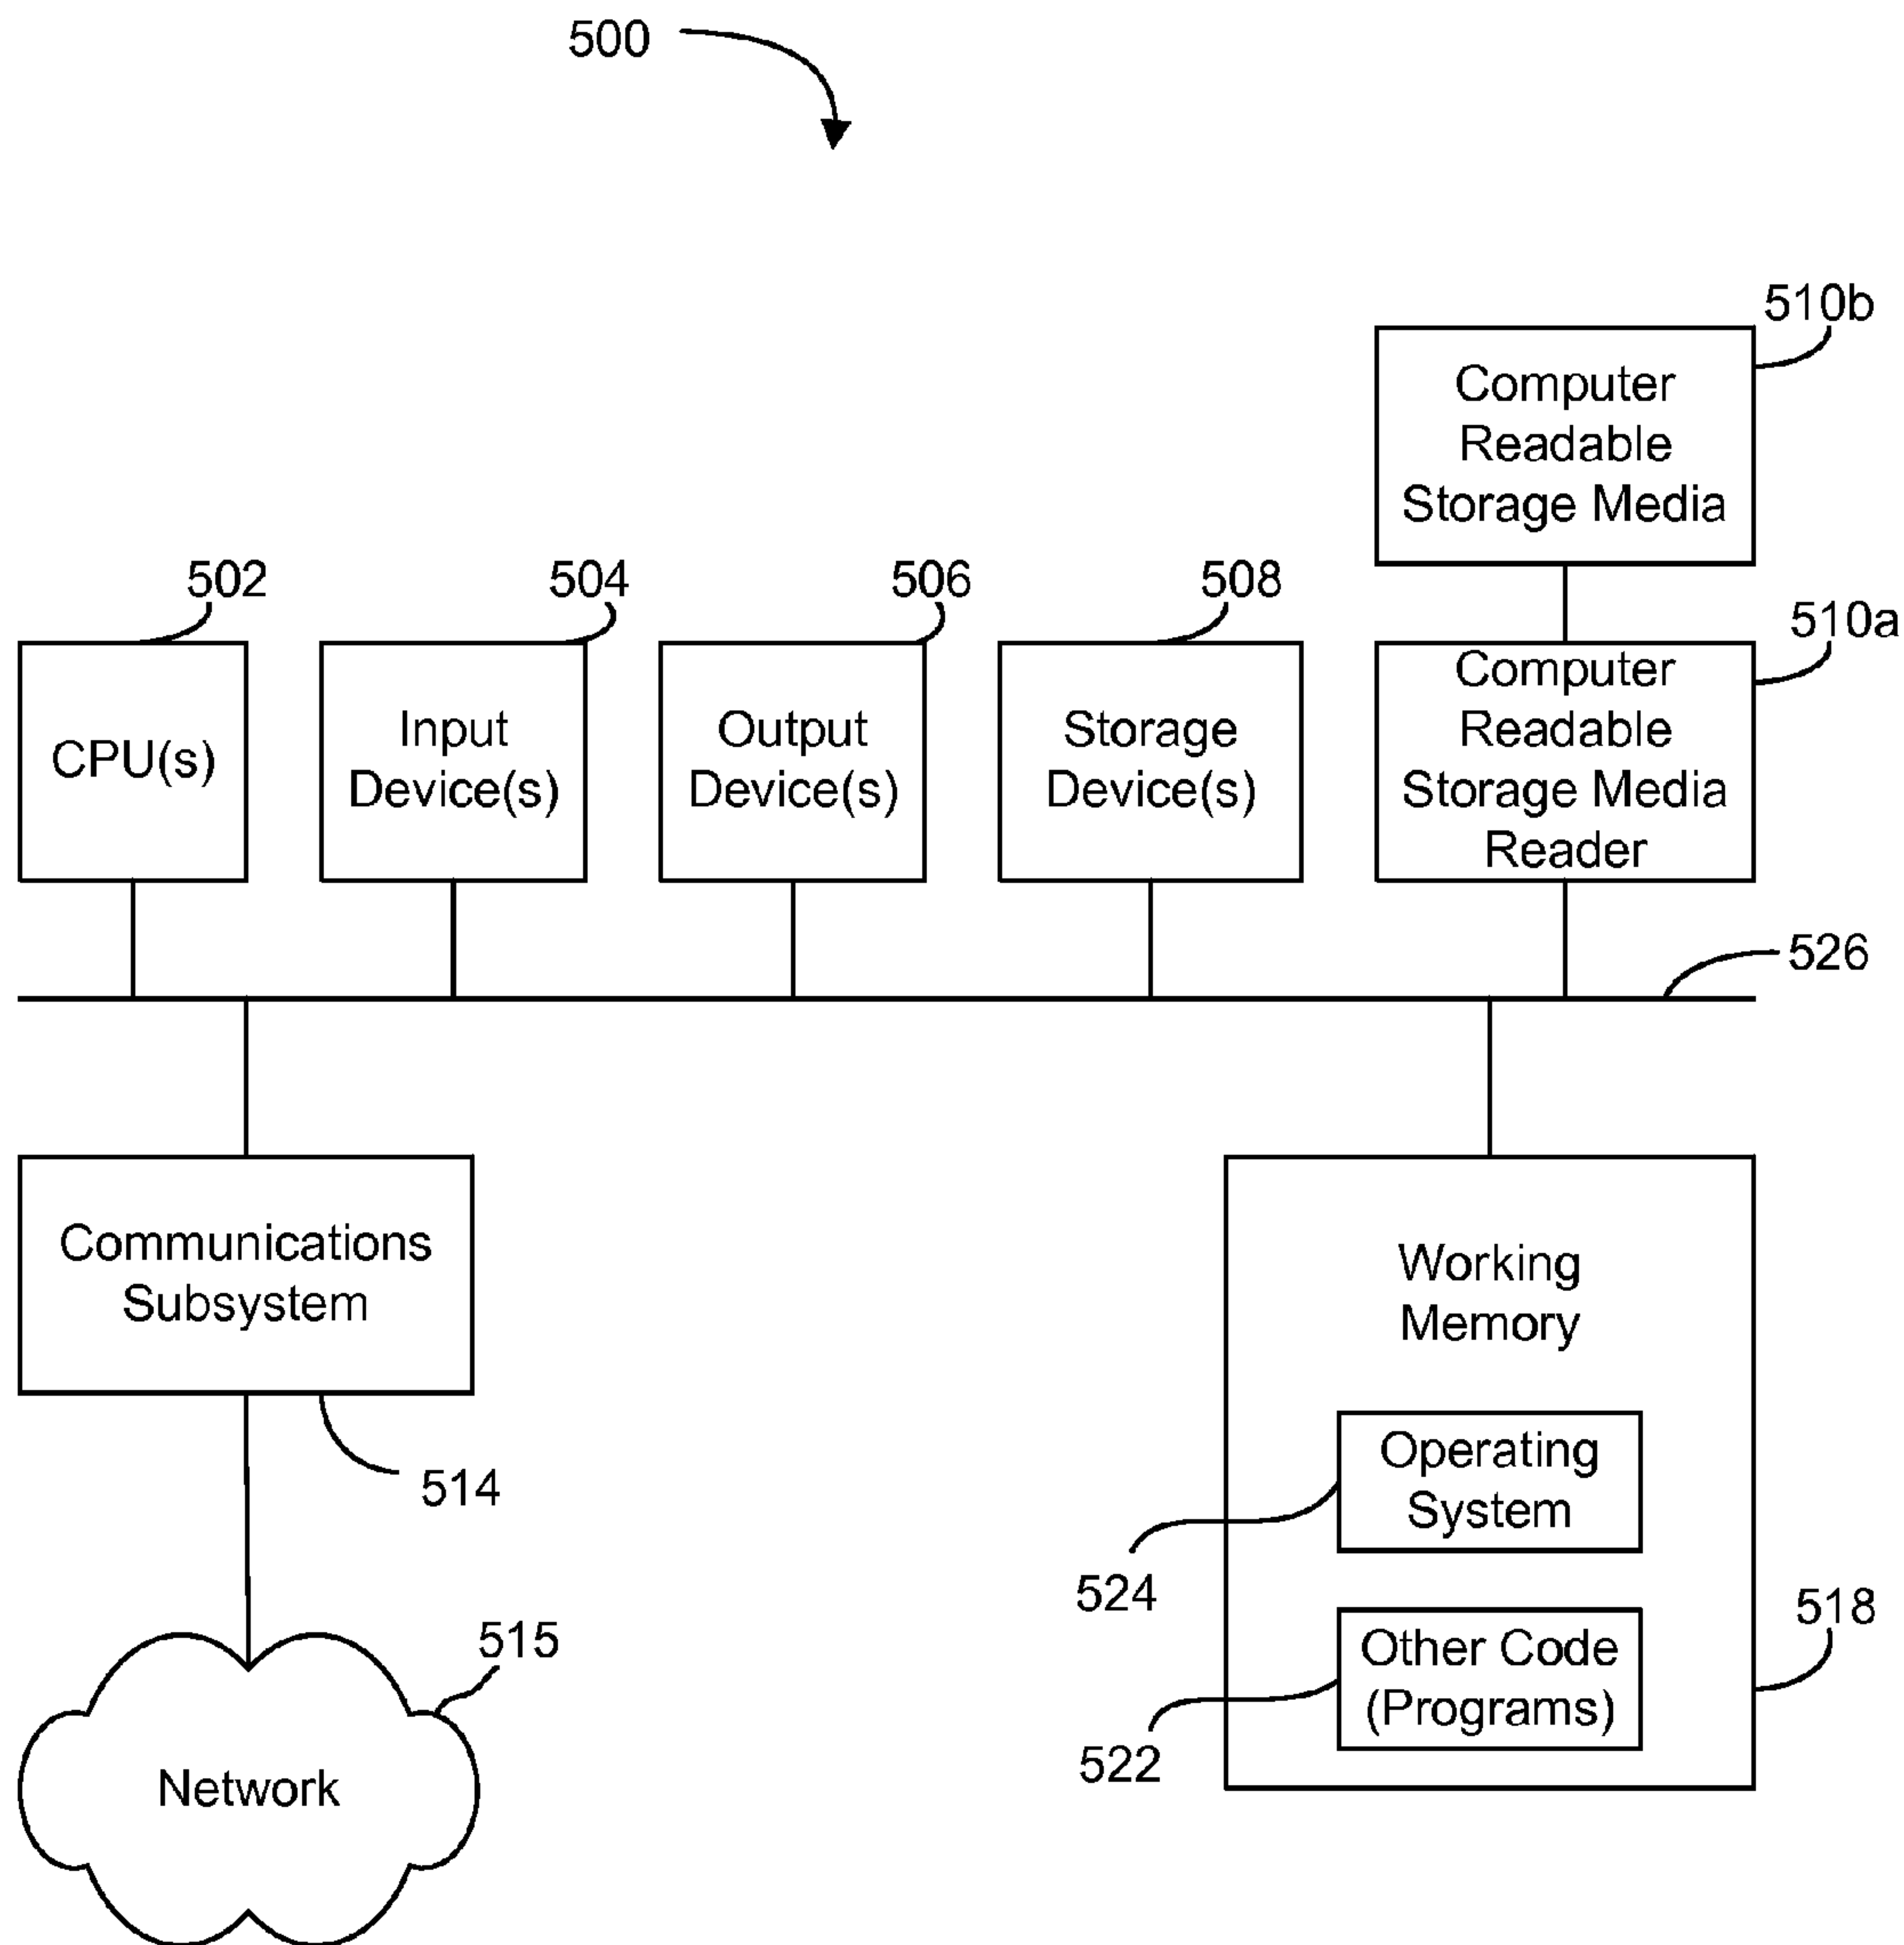 500
510b
Computer
Readable
Storage Media
502
504
506
508
510a
CPU(s)
Input
Device(s)
Output
Device(s)
Storage
Device(s)
Computer
Readable
Storage Media
Reader
526
Communications
Subsystem
514
Working
Memory
Operating
System
524
Other Code
(Programs)
522
518
515
Network